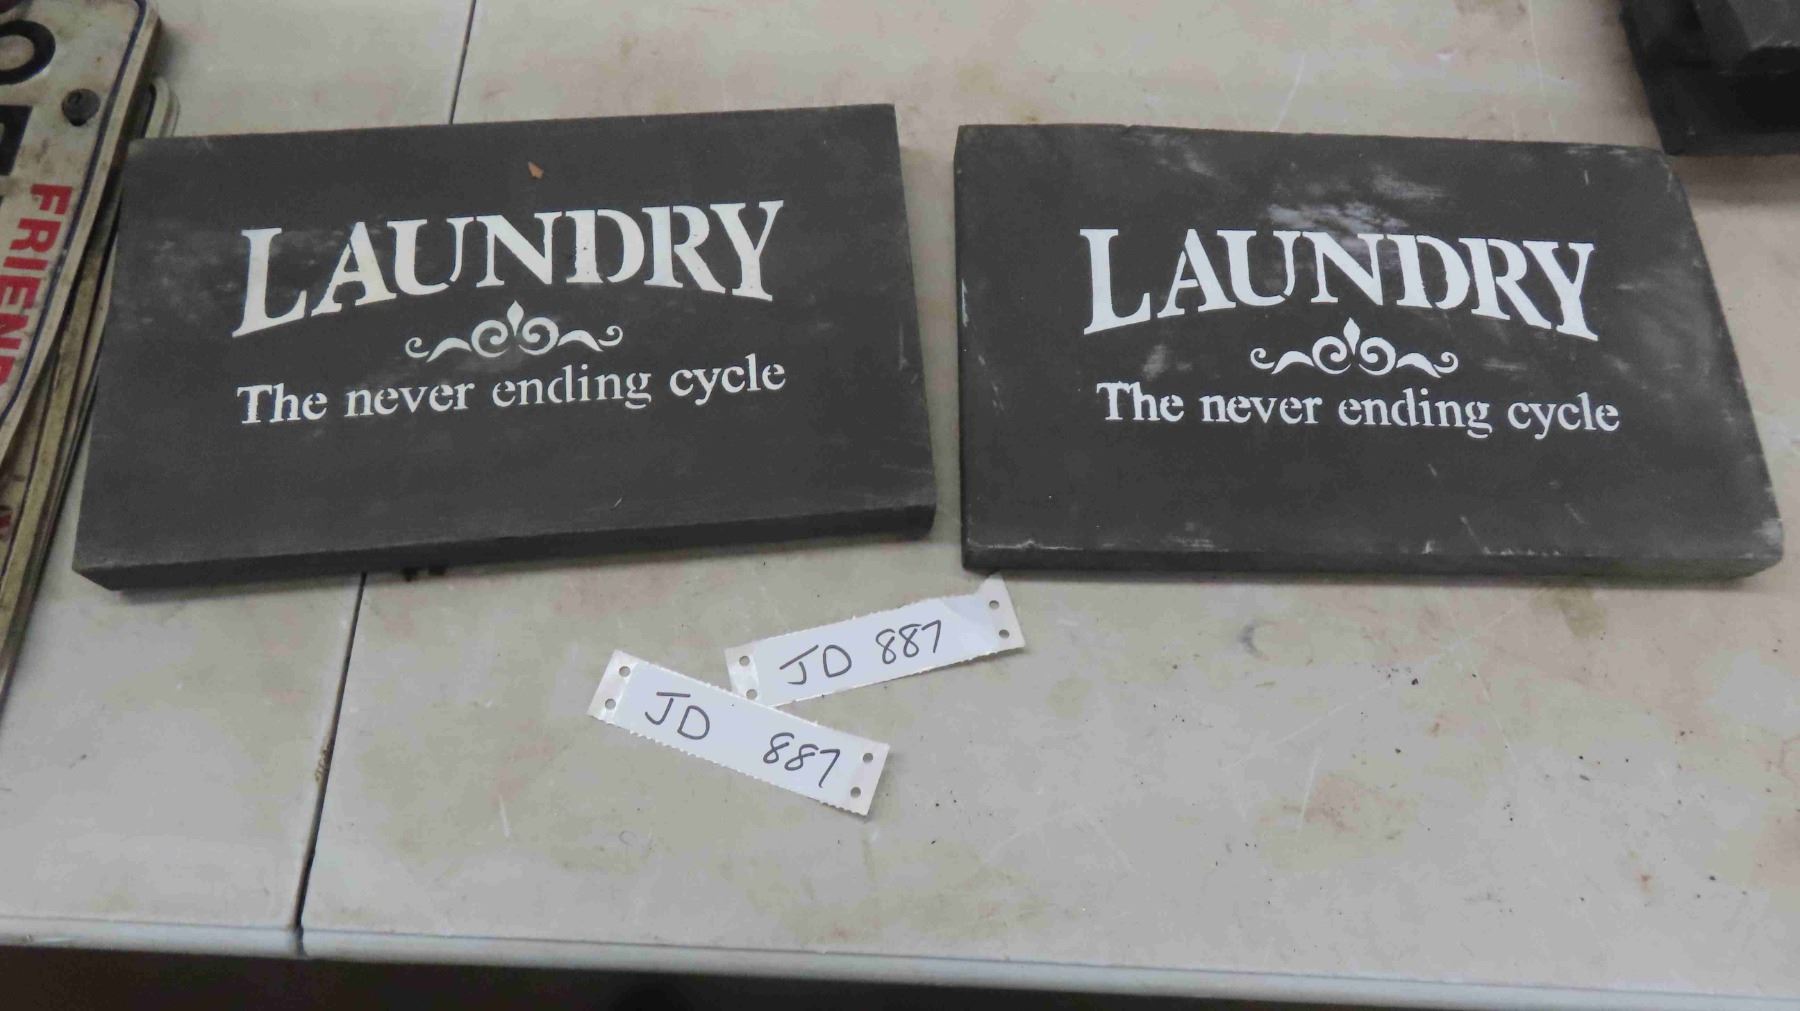 LAUNDRY
The never ending cycle
LAUNDRY
The never ending cycle
JD 887
JD 887